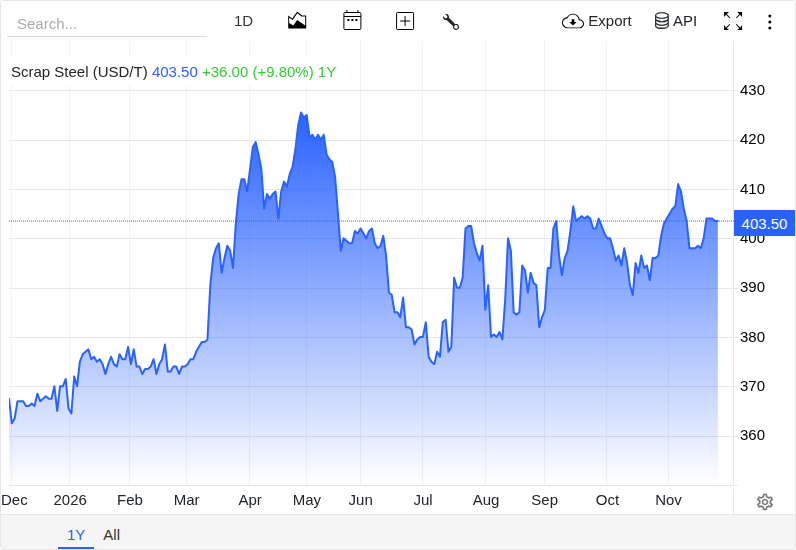 Search... 1D Export API
Scrap Steel (USD/T) 403.50 +36.00 (+9.80%) 1Y
430
420
410
403.50
400
390
380
370
360
Dec 2026 Feb Mar Apr May Jun Jul Aug Sep Oct Nov
1Y All